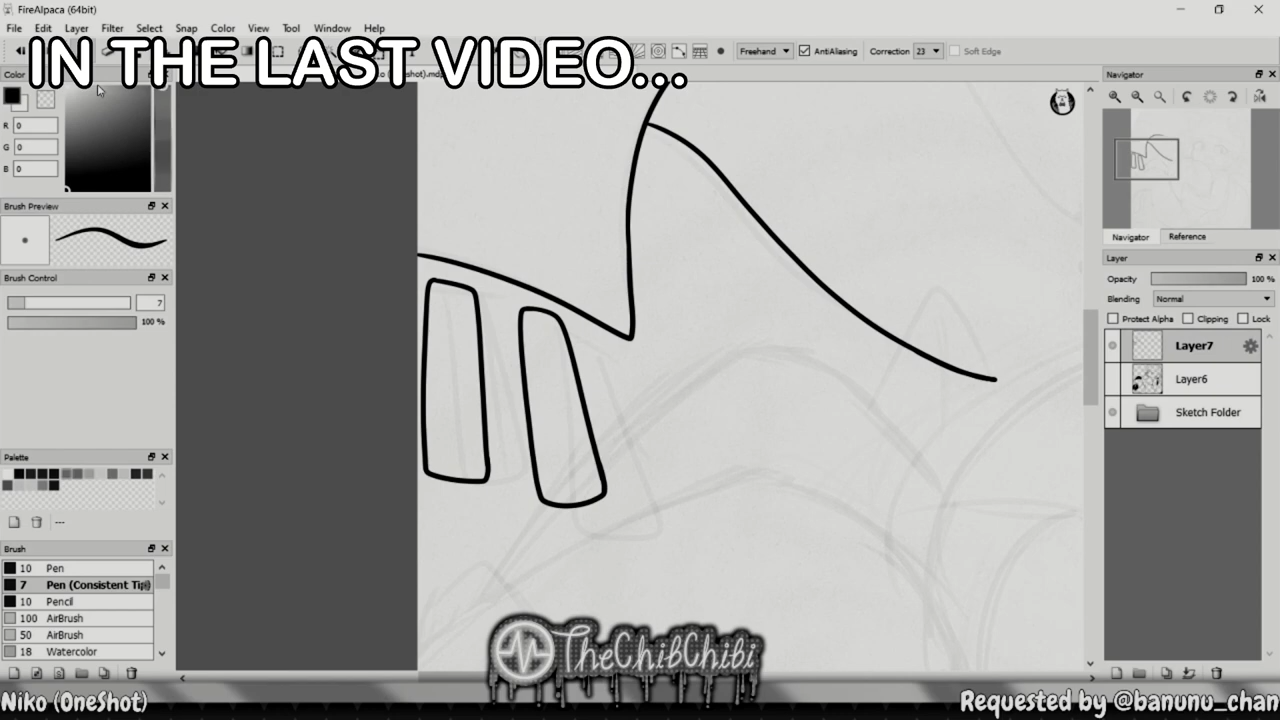 FireAlpaca (64bit)
File Edit Layer Filter Select Snap Color View Tool Window Help
IN THE LAST VIDEO...
Freehand AntiAliasing Correction 23 Soft Edge
Color
R 0
G 0
B 0
Brush Preview
Brush Control
7
100 %
Palette
---
Brush
10 Pen
7 Pen (Consistent Tip)
10 Pencil
100 AirBrush
50 AirBrush
18 Watercolor
Navigator
Navigator Reference
Layer
Opacity 100 %
Blending Normal
Protect Alpha Clipping Lock
Layer7
Layer6
Sketch Folder
TheChibChibi
Niko (OneShot)
Requested by @banunu_chan